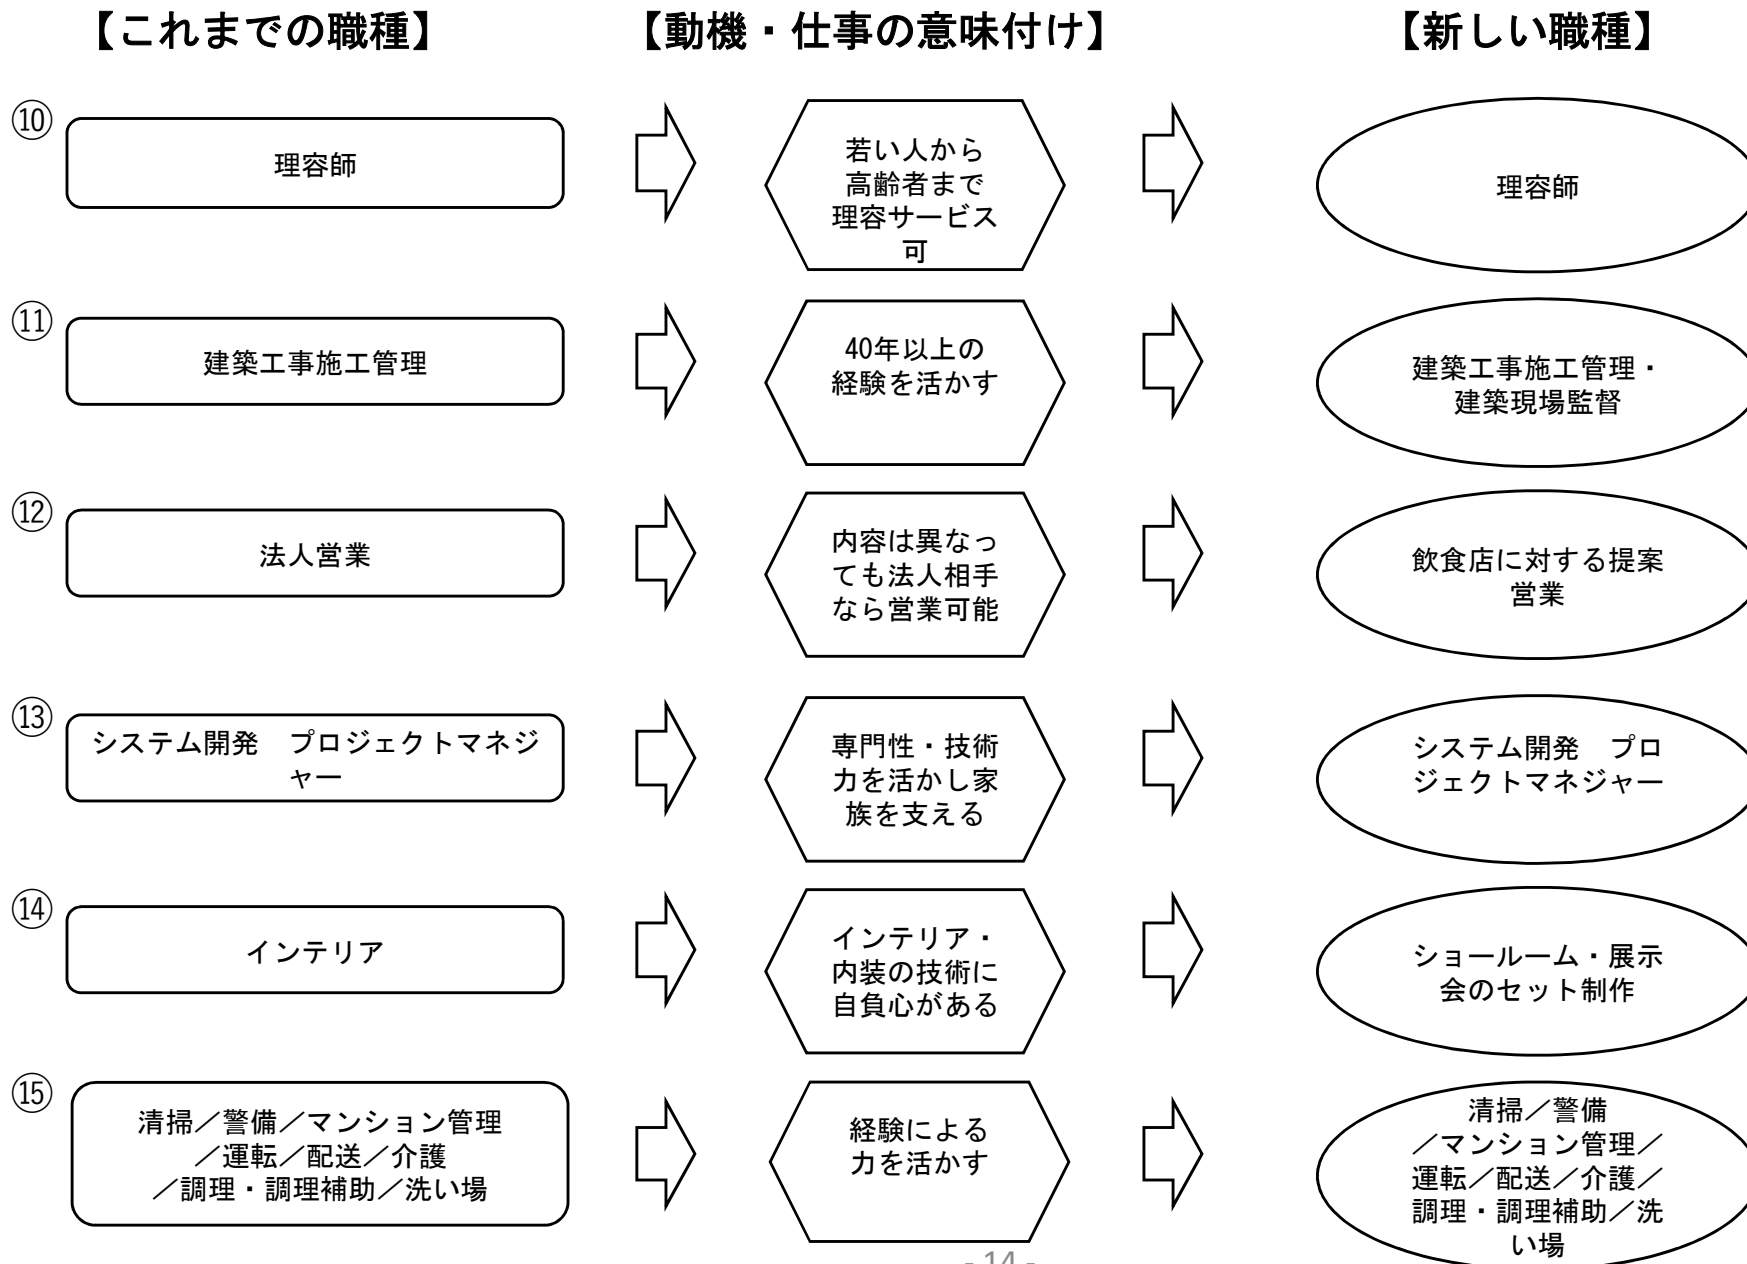 【これまでの職種】
【動機・仕事の意味付け】
【新しい職種】
⑩
理容師
若い人から
高齢者まで
理容サービス
可
理容師
⑪
建築工事施工管理
40年以上の
経験を活かす
建築工事施工管理・
建築現場監督
⑫
法人営業
内容は異なっ
ても法人相手
なら営業可能
飲食店に対する提案
営業
⑬
システム開発　プロジェクトマネジ
ャー
専門性・技術
力を活かし家
族を支える
システム開発　プロ
ジェクトマネジャー
⑭
インテリア
インテリア・
内装の技術に
自負心がある
ショールーム・展示
会のセット制作
⑮
清掃／警備／マンション管理
／運転／配送／介護
／調理・調理補助／洗い場
経験による
力を活かす
清掃／警備
／マンション管理／
運転／配送／介護／
調理・調理補助／洗
い場
- 14 -